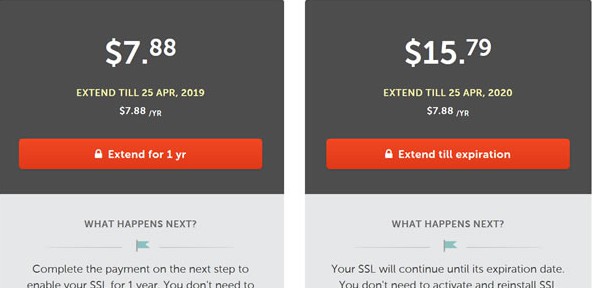 $7.88
EXTEND TILL 25 APR, 2019
$7.88 /YR
Extend for 1 yr
WHAT HAPPENS NEXT?
Complete the payment on the next step to
enable your SSL for 1 year. You don't need to
$15.79
EXTEND TILL 25 APR, 2020
$7.88 /YR
Extend till expiration
WHAT HAPPENS NEXT?
Your SSL will continue until its expiration date.
You don't need to activate and reinstall SSL